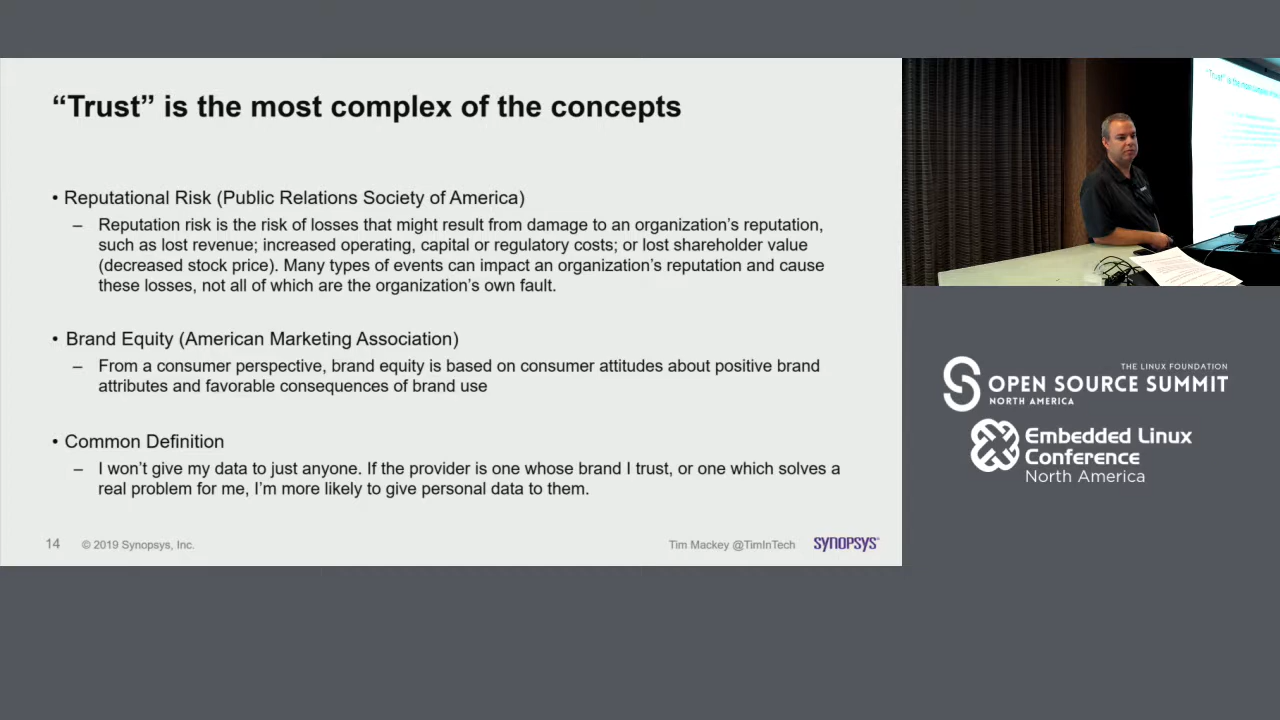 “Trust” is the most complex of the concepts
• Reputational Risk (Public Relations Society of America)
– Reputation risk is the risk of losses that might result from damage to an organization’s reputation,
such as lost revenue; increased operating, capital or regulatory costs; or lost shareholder value
(decreased stock price). Many types of events can impact an organization’s reputation and cause
these losses, not all of which are the organization’s own fault.
• Brand Equity (American Marketing Association)
– From a consumer perspective, brand equity is based on consumer attitudes about positive brand
attributes and favorable consequences of brand use
• Common Definition
– I won’t give my data to just anyone. If the provider is one whose brand I trust, or one which solves a
real problem for me, I’m more likely to give personal data to them.
14 © 2019 Synopsys, Inc. Tim Mackey @TimInTech SYNOPSYS®
THE LINUX FOUNDATION
OPEN SOURCE SUMMIT
NORTH AMERICA
Embedded Linux
Conference
North America